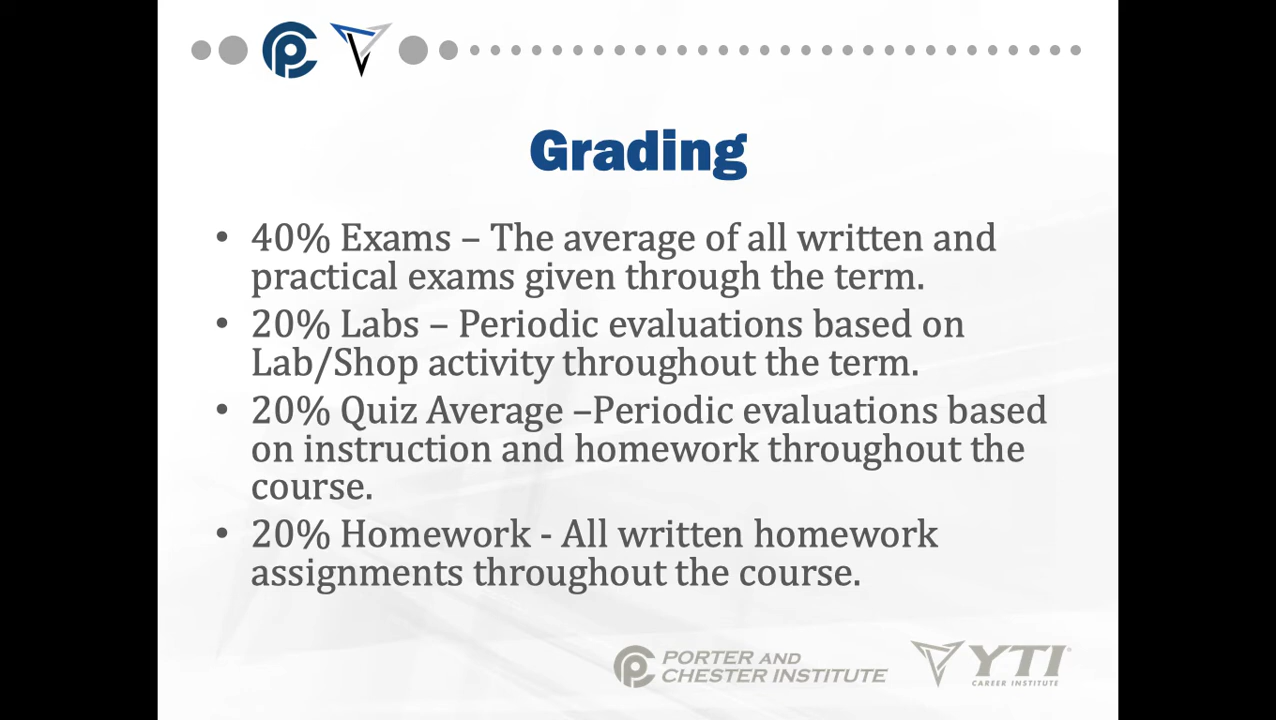 Grading
• 40% Exams – The average of all written and
practical exams given through the term.
• 20% Labs – Periodic evaluations based on
Lab/Shop activity throughout the term.
• 20% Quiz Average –Periodic evaluations based
on instruction and homework throughout the
course.
• 20% Homework - All written homework
assignments throughout the course.
PORTER AND
CHESTER INSTITUTE
YTI
CAREER INSTITUTE